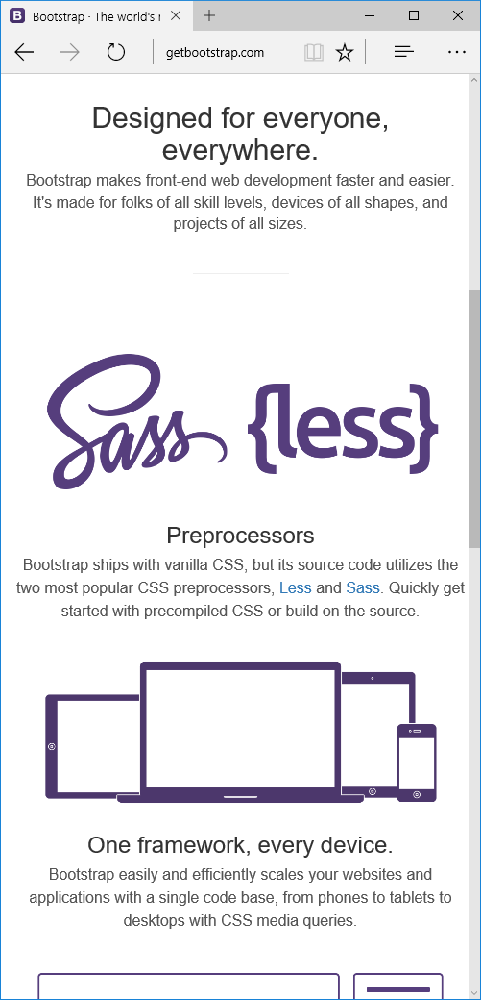 B Bootstrap · The world's r
getbootstrap.com
Designed for everyone,
everywhere.
Bootstrap makes front-end web development faster and easier.
It's made for folks of all skill levels, devices of all shapes, and
projects of all sizes.
Sass {less}
Preprocessors
Bootstrap ships with vanilla CSS, but its source code utilizes the
two most popular CSS preprocessors, Less and Sass. Quickly get
started with precompiled CSS or build on the source.
One framework, every device.
Bootstrap easily and efficiently scales your websites and
applications with a single code base, from phones to tablets to
desktops with CSS media queries.